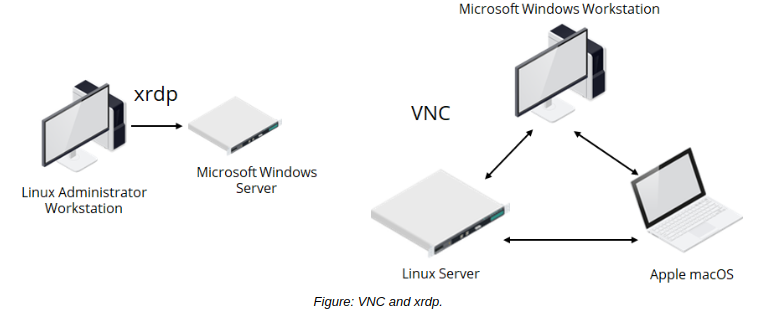 Microsoft Windows Workstation
xrdp
VNC
Microsoft Windows
Server
Linux Administrator
Workstation
Linux Server
Apple macOS
Figure: VNC and xrdp.